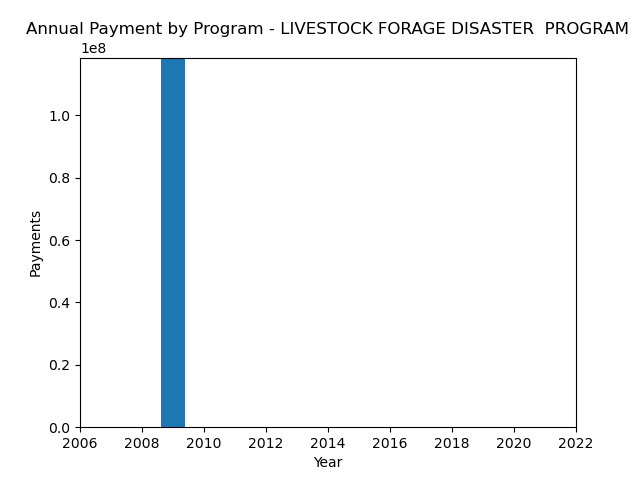 Annual Payment by Program - LIVESTOCK FORAGE DISASTER  PROGRAM
1e8
1.0
0.8
0.6
0.4
0.2
0.0
Payments
2006 2008 2010 2012 2014 2016 2018 2020 2022
Year